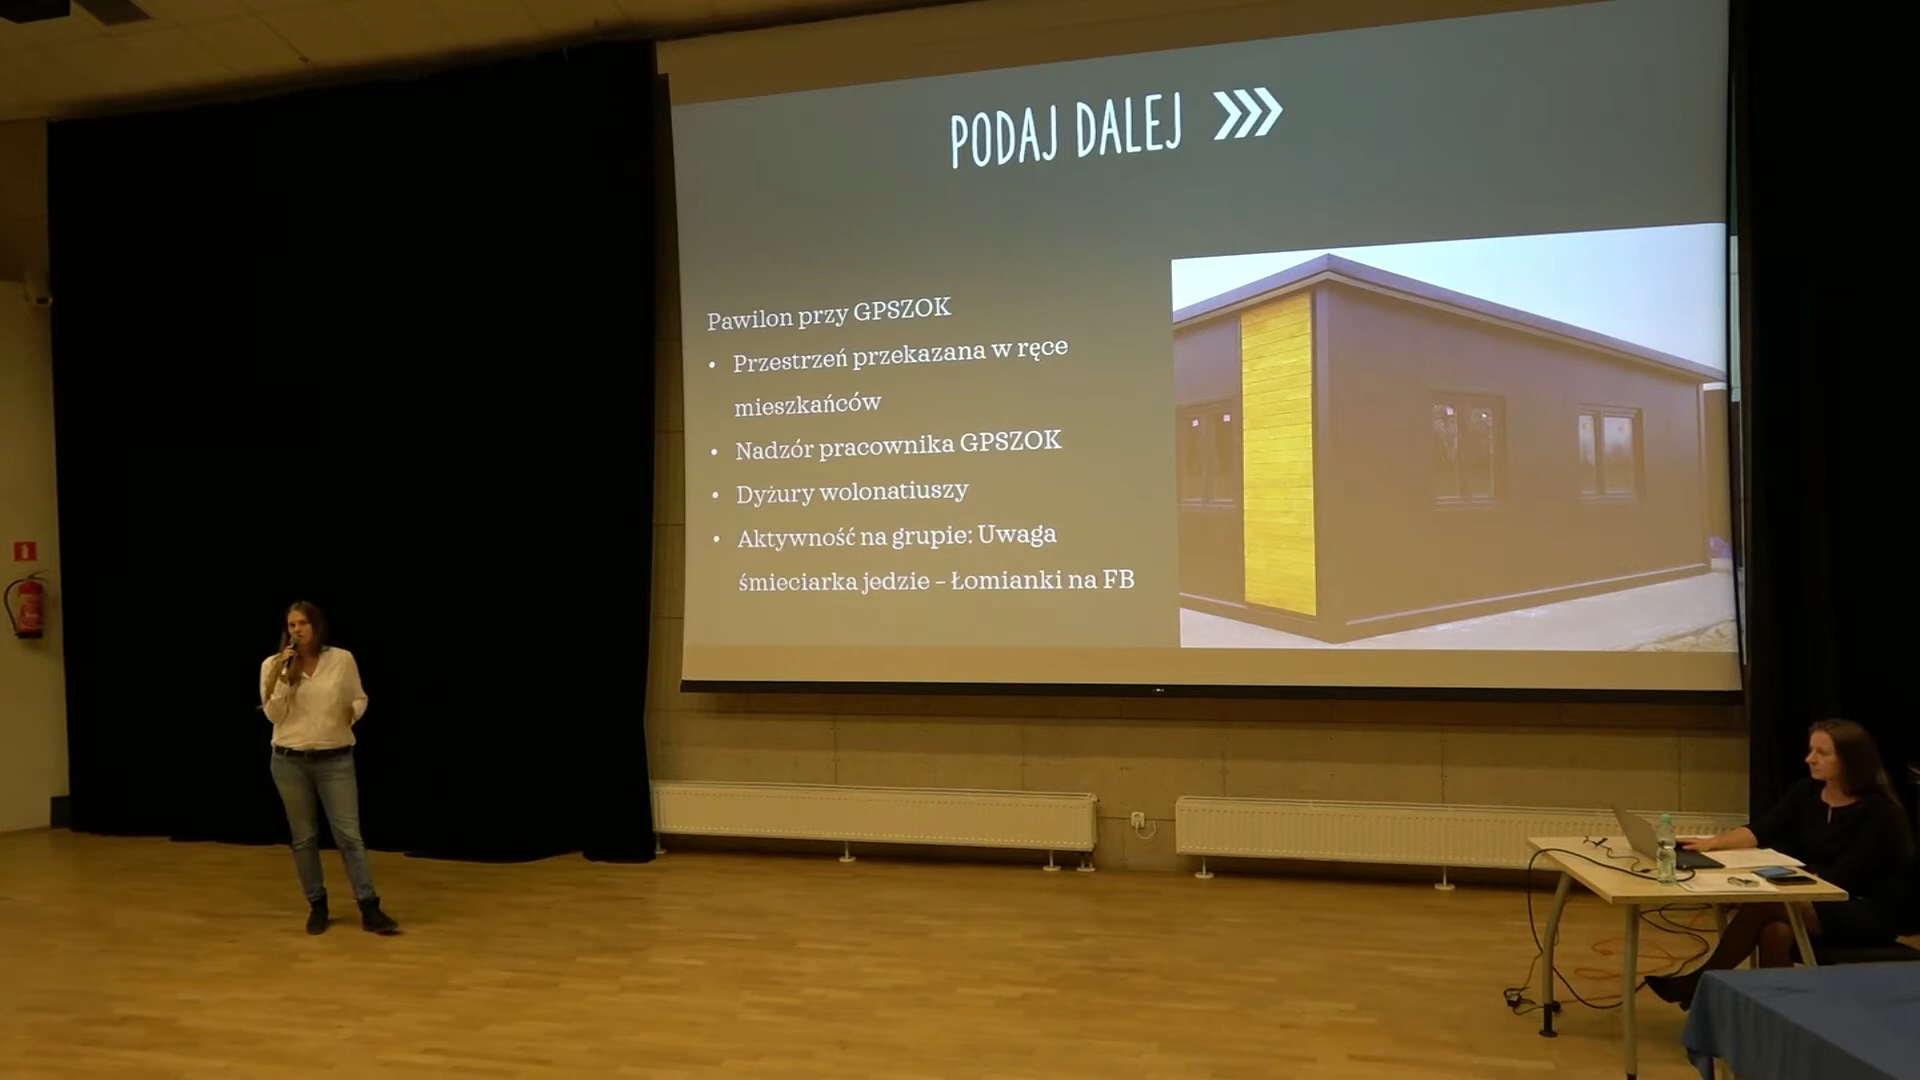 PODAJ DALEJ
Pawilon przy GPSZOK
• Przestrzeń przekazana w ręce
mieszkańców
• Nadzór pracownika GPSZOK
• Dyżury wolonatiuszy
• Aktywność na grupie: Uwaga
śmieciarka jedzie – Łomianki na FB